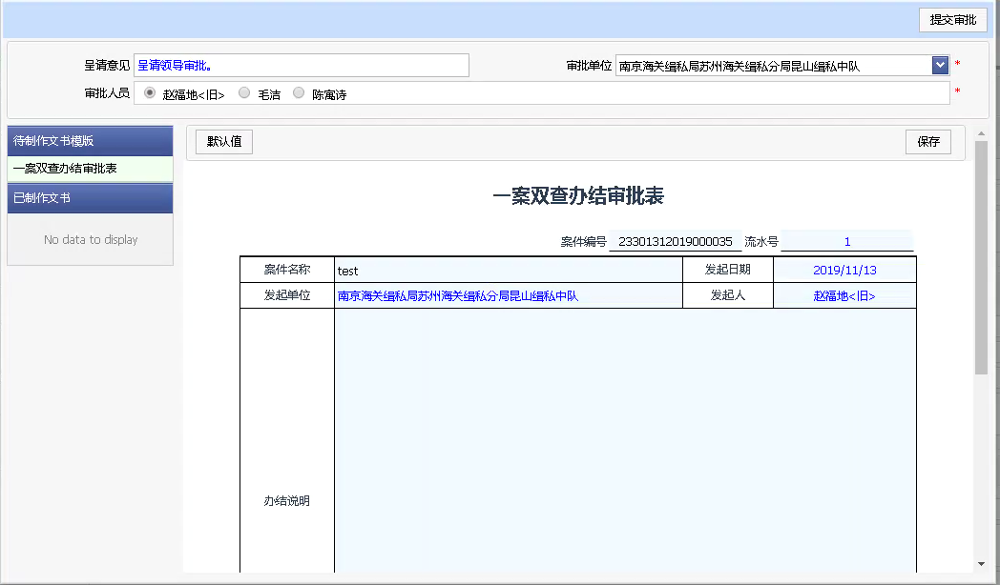 提交审批
呈请意见 呈请领导审批。 审批单位 南京海关缉私局苏州海关缉私分局昆山缉私中队 *
审批人员 赵福地<旧> 毛洁 陈寓诗 *
待制作文书模版
一案双查办结审批表
已制作文书
No data to display
默认值 保存
一案双查办结审批表
案件编号 23301312019000035 流水号 1
案件名称 test 发起日期 2019/11/13
发起单位 南京海关缉私局苏州海关缉私分局昆山缉私中队 发起人 赵福地<旧>
办结说明